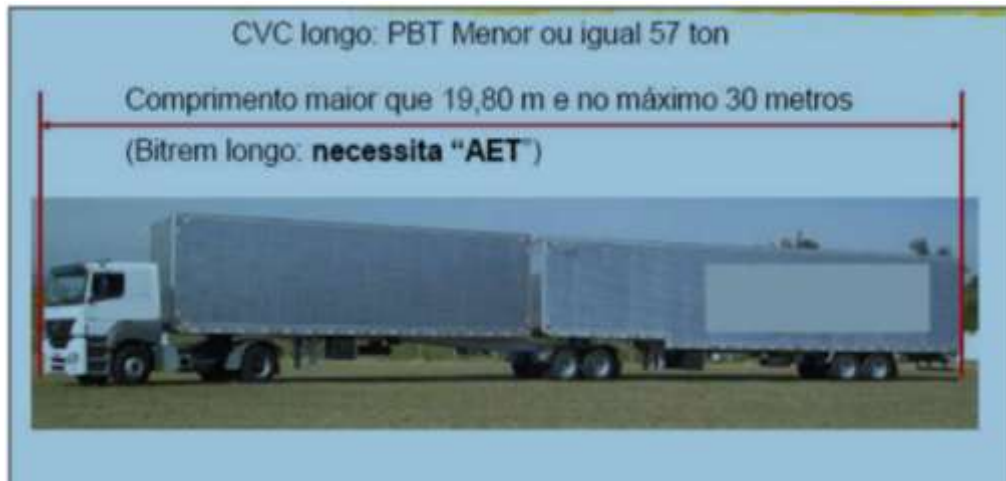 CVC longo: PBT Menor ou igual 57 ton
Comprimento maior que 19,80 m e no máximo 30 metros
(Bitrem longo: necessita “AET”)